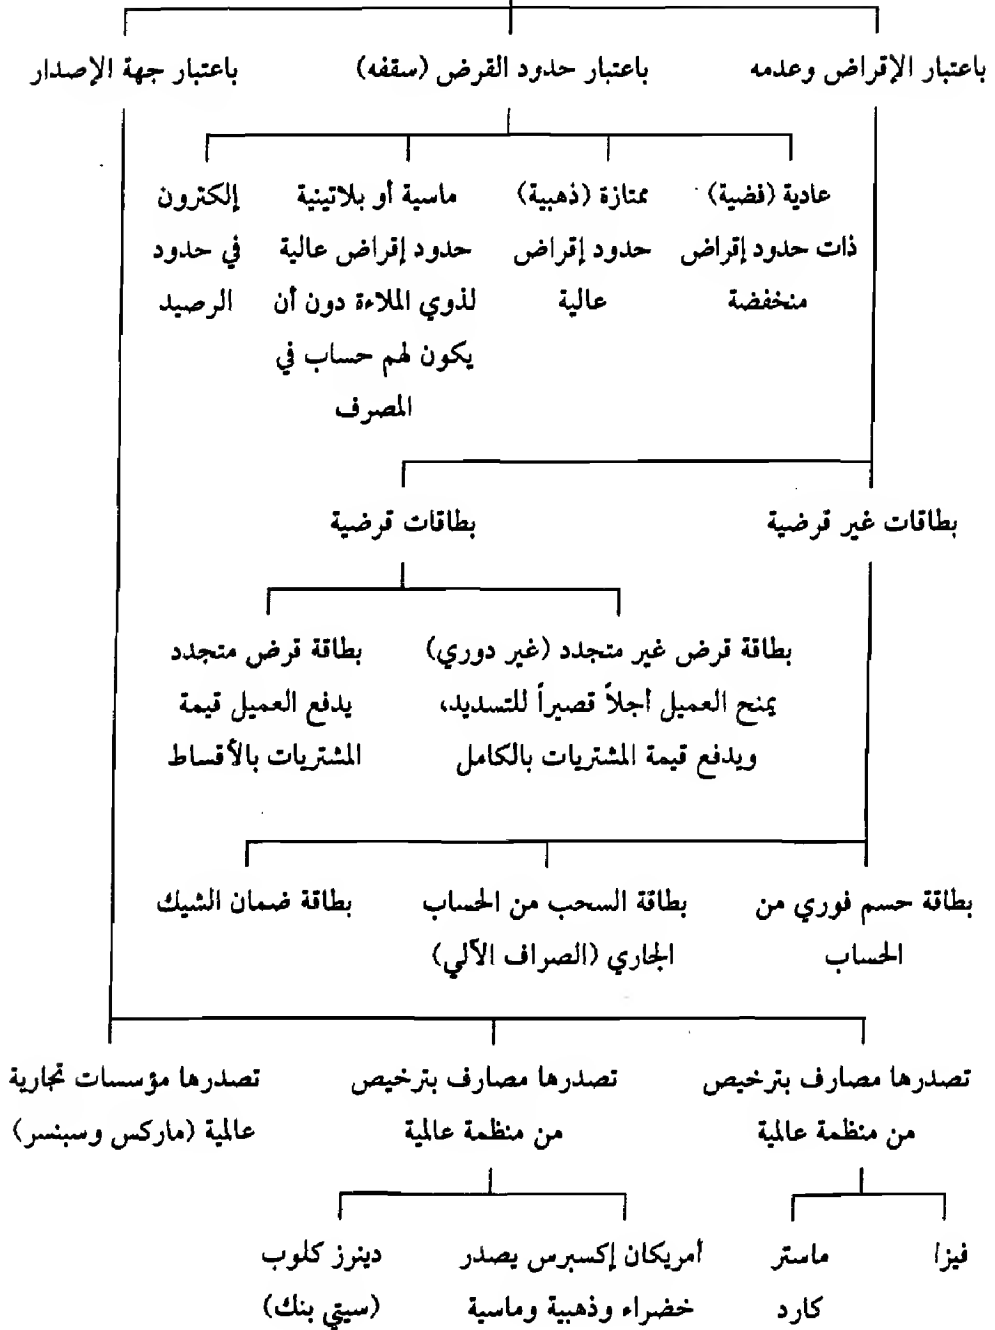 باعتبار الإقراض وعدمه
باعتبار حدود القرض (سقفه)
باعتبار جهة الإصدار
عادية (فضية)
ذات حدود إقراض
منخفضة
ممتازة (ذهبية)
حدود إقراض
عالية
ماسية أو بلاتينية
حدود إقراض عالية
لذوي الملاءة دون أن
يكون لهم حساب في
المصرف
إلكترون
في حدود
الرصيد
بطاقات غير قرضية
بطاقات قرضية
بطاقة قرض غير متجدد (غير دوري)
يمنح العميل أجلاً قصيراً للتسديد،
ويدفع قيمة المشتريات بالكامل
بطاقة قرض متجدد
يدفع العميل قيمة
المشتريات بالأقساط
بطاقة حسم فوري من
الحساب
بطاقة السحب من الحساب
الجاري (الصراف الآلي)
بطاقة ضمان الشيك
تصدرها مصارف بترخيص
من منظمة عالمية
تصدرها مصارف بترخيص
من منظمة عالمية
تصدرها مؤسسات تجارية
عالمية (ماركس وسبنسر)
فيزا
ماستر
كارد
أمريكان إكسبرس يصدر
خضراء وذهبية وماسية
دينرز كلوب
(سيتي بنك)